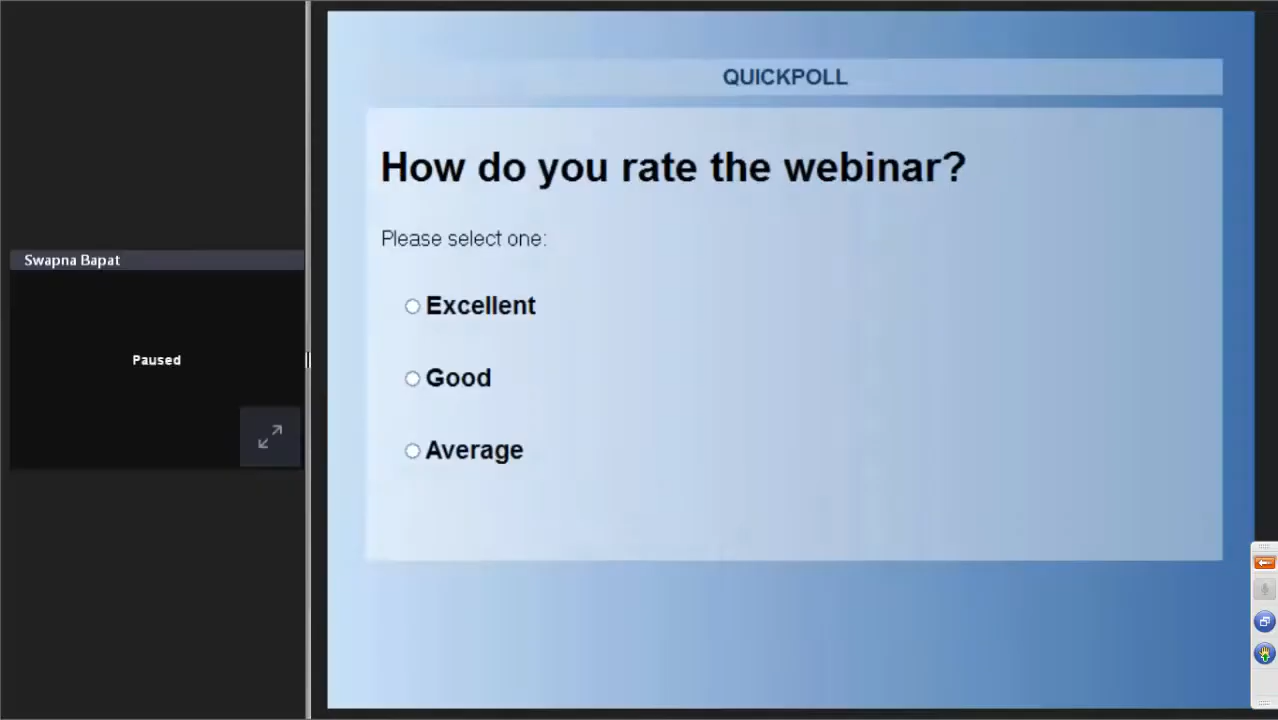 QUICKPOLL
How do you rate the webinar?
Please select one:
Swapna Bapat
Excellent
Paused
Good
Average